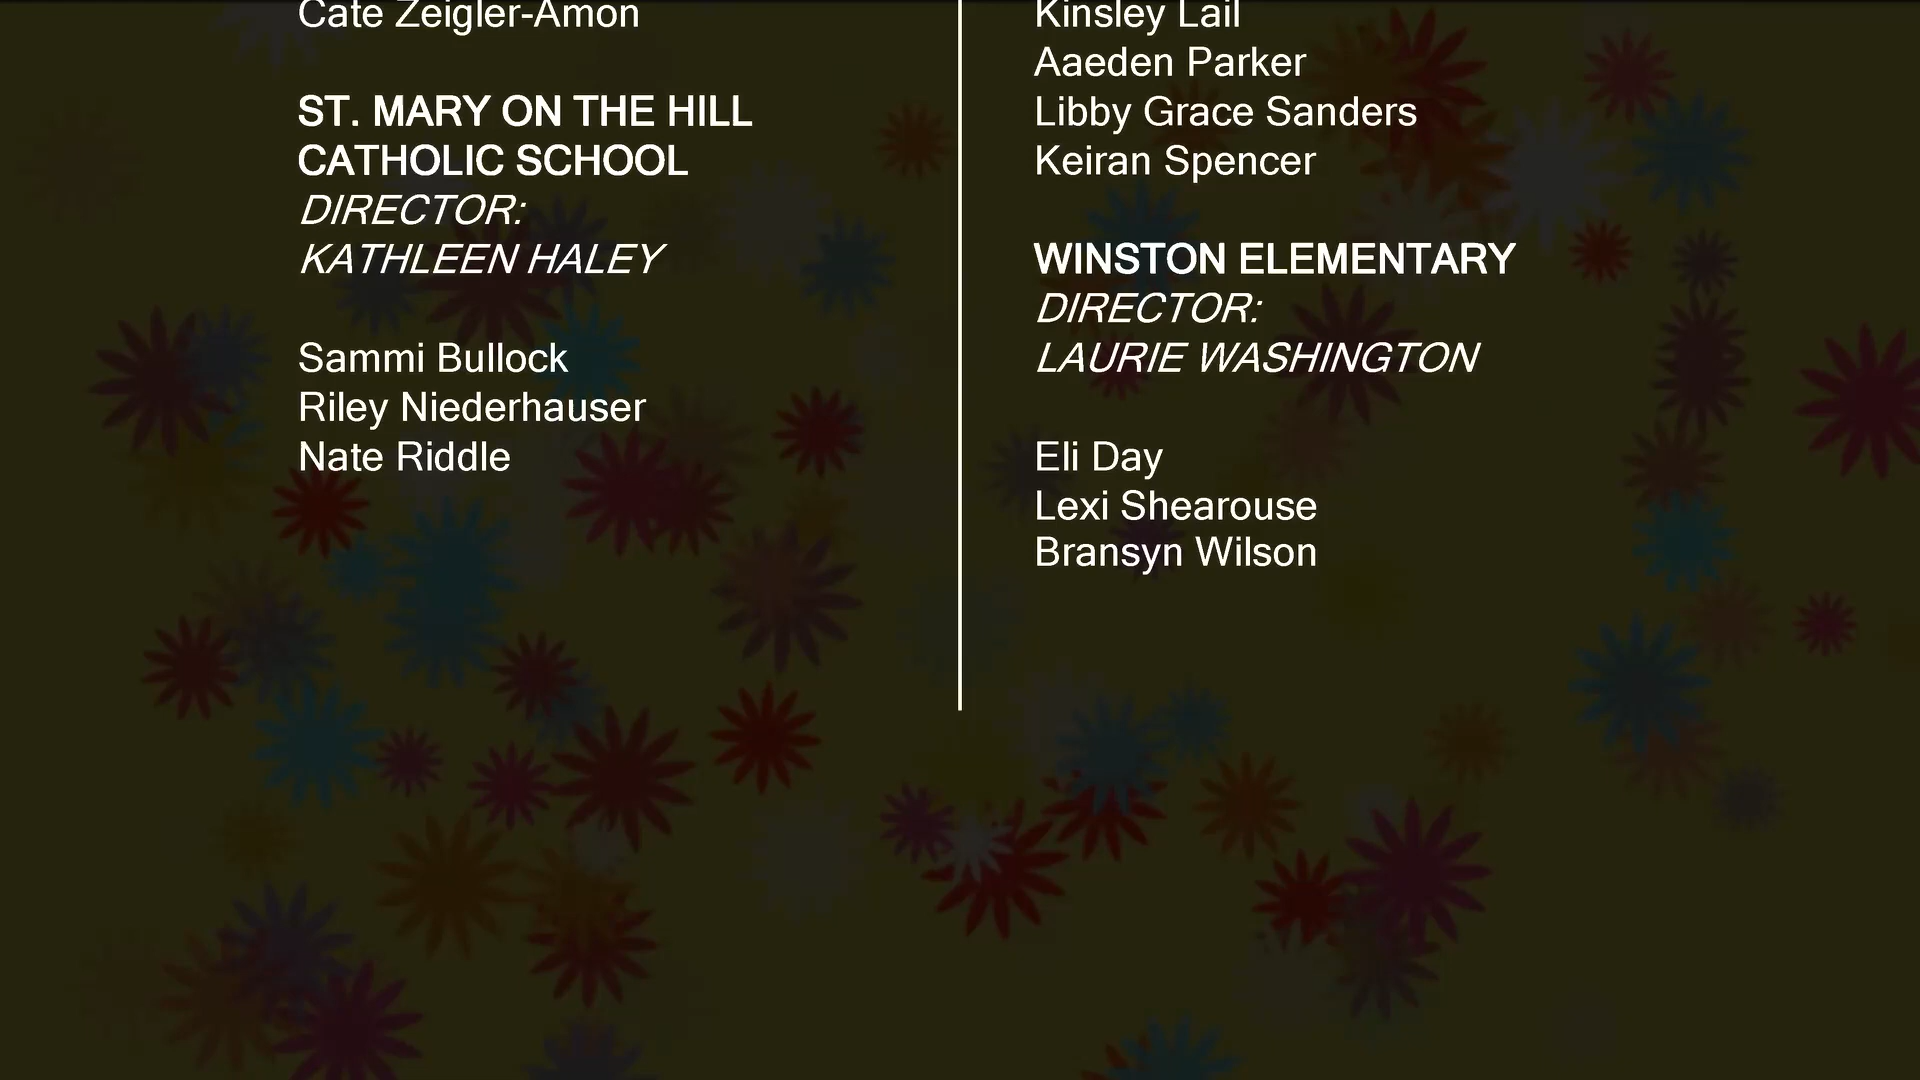 Cate Zeigler-Amon
ST. MARY ON THE HILL
CATHOLIC SCHOOL
DIRECTOR:
KATHLEEN HALEY
Sammi Bullock
Riley Niederhauser
Nate Riddle
Kinsley Lail
Aaeden Parker
Libby Grace Sanders
Keiran Spencer
WINSTON ELEMENTARY
DIRECTOR:
LAURIE WASHINGTON
Eli Day
Lexi Shearouse
Bransyn Wilson